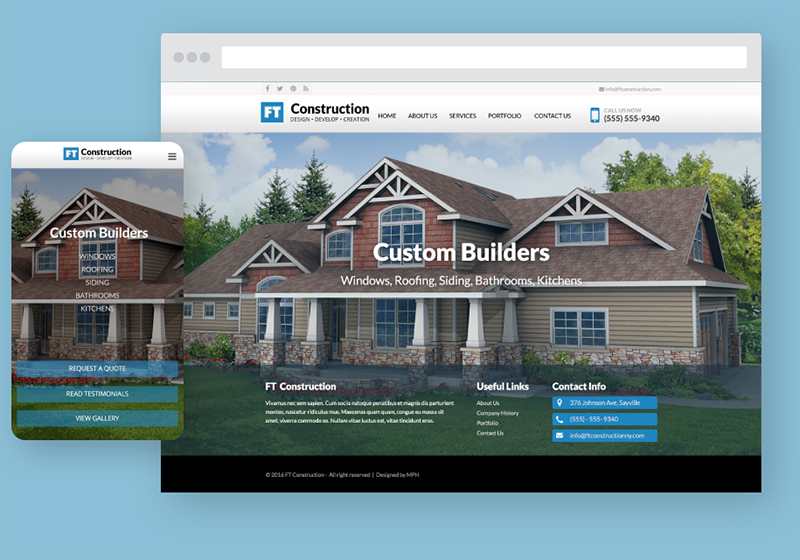 info@ftconstruction.com
FT Construction
DESIGN • DEVELOP • CREATION
HOME ABOUT US SERVICES PORTFOLIO CONTACT US
CALL US NOW
(555) 555-9340
Custom Builders
Windows, Roofing, Siding, Bathrooms, Kitchens
FT Construction
Vivamus nec sem sapien. Cum sociis natoque penatibus et magnis dis parturient
montes, nascetur ridiculus mus. Maecenas quam quam, congue eu massa sit
amet, viverra commodo ex. Nullam vitae luctus est, vitae tincidunt eros.
Useful Links
About Us
Company History
Portfolio
Contact Us
Contact Info
376 Johnson Ave, Sayville
(555) - 555- 9340
info@ftconstructionny.com
© 2016 FT Construction - All right reserved | Designed by MPH
FT Construction
DESIGN • DEVELOP • CREATION
Custom Builders
WINDOWS
ROOFING
SIDING
BATHROOMS
KITCHENS
REQUEST A QUOTE
READ TESTIMONIALS
VIEW GALLERY